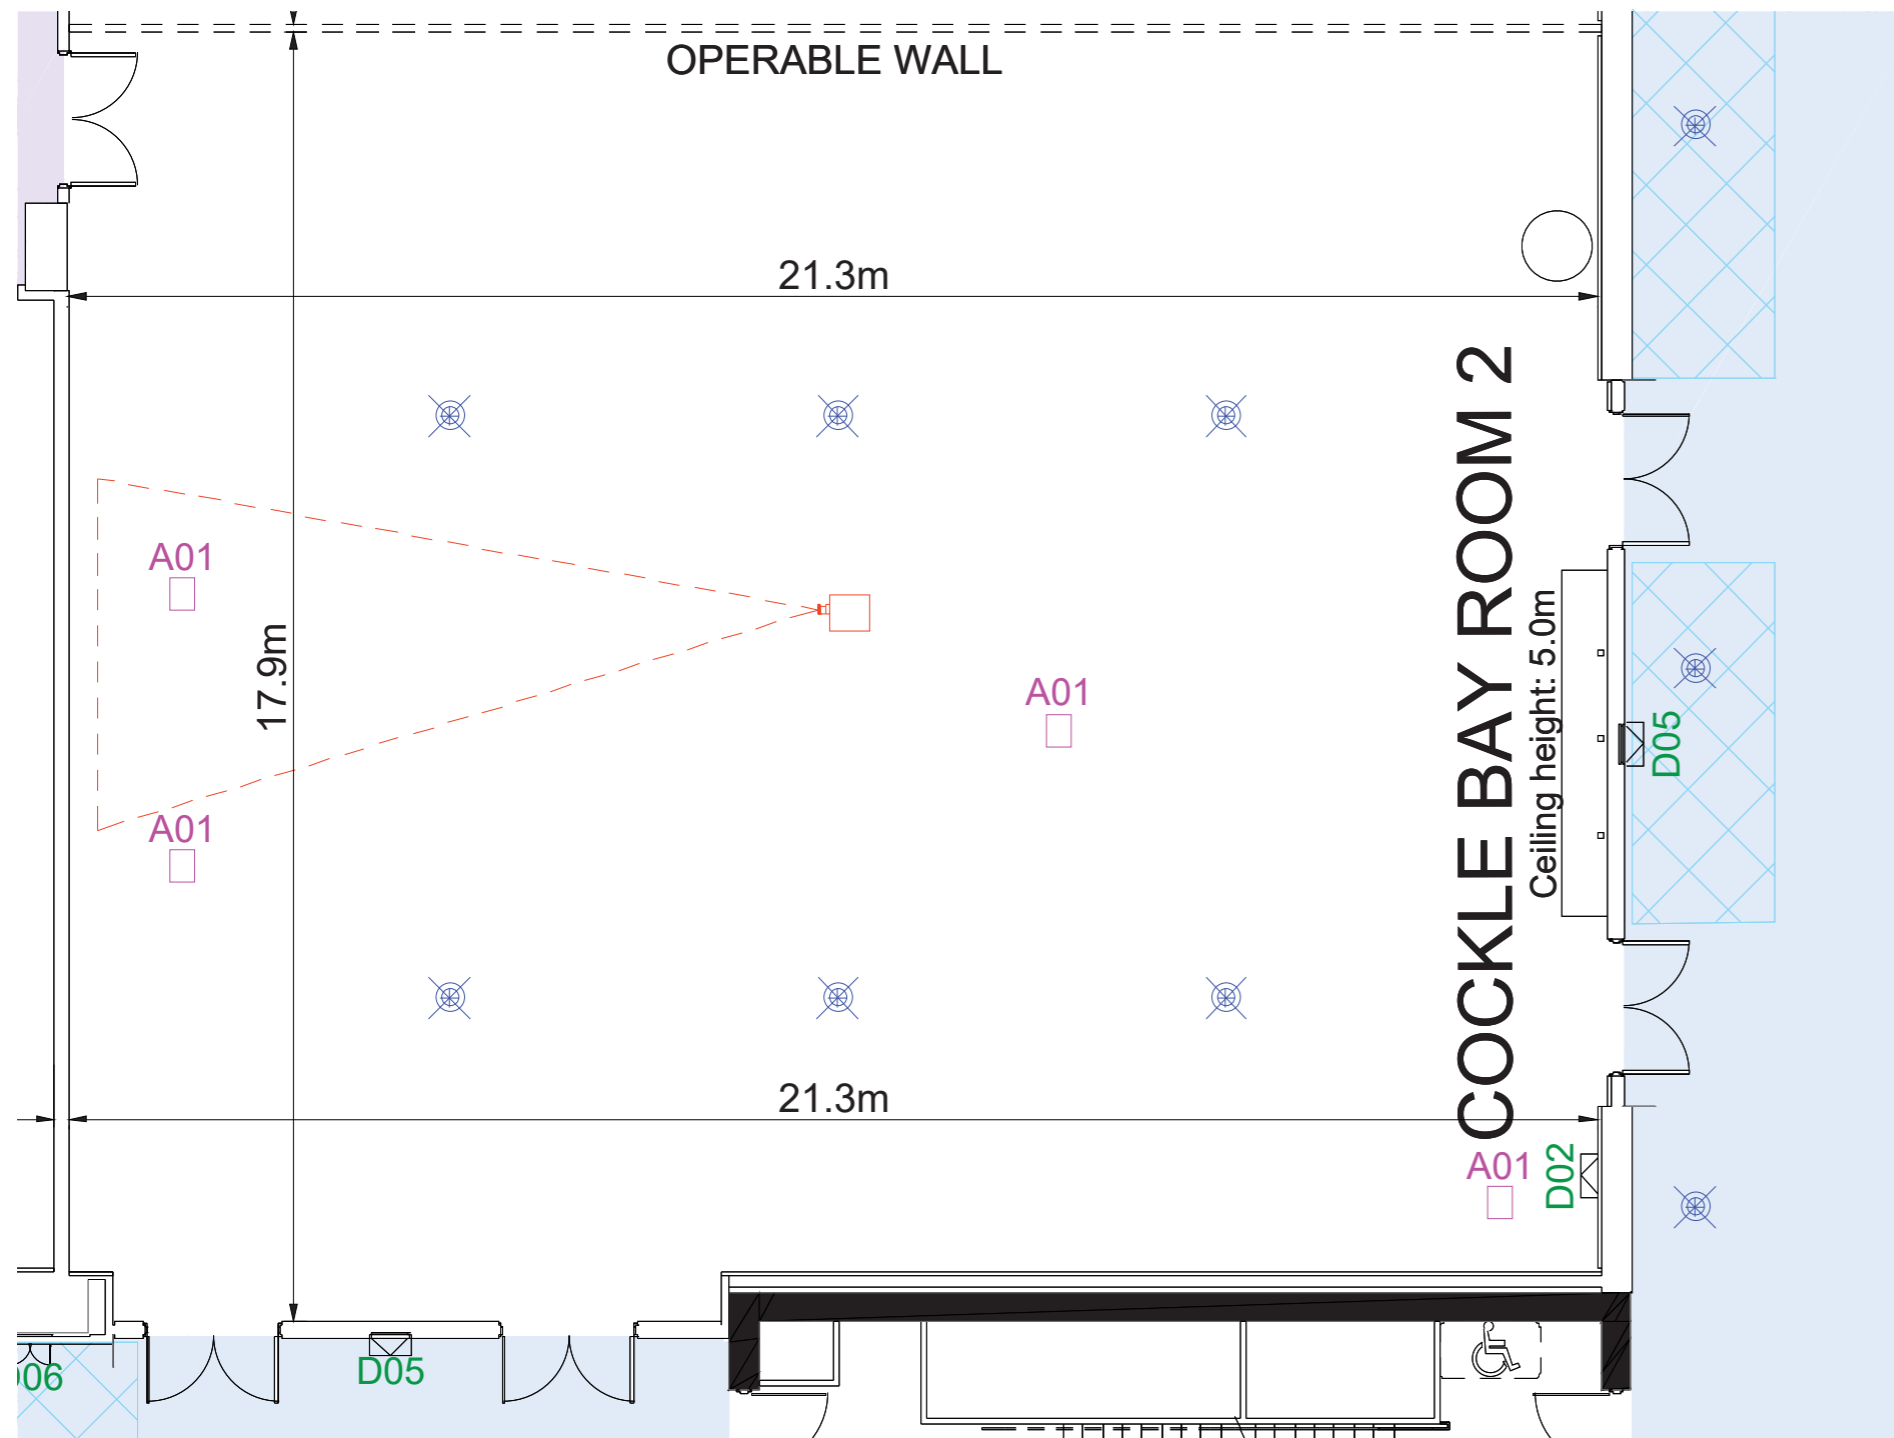 OPERABLE WALL
21.3m
COCKLE BAY ROOM 2
Ceiling height: 5.0m
A01
17.9m
A01
D05
A01
21.3m
A01
D02
D05
06